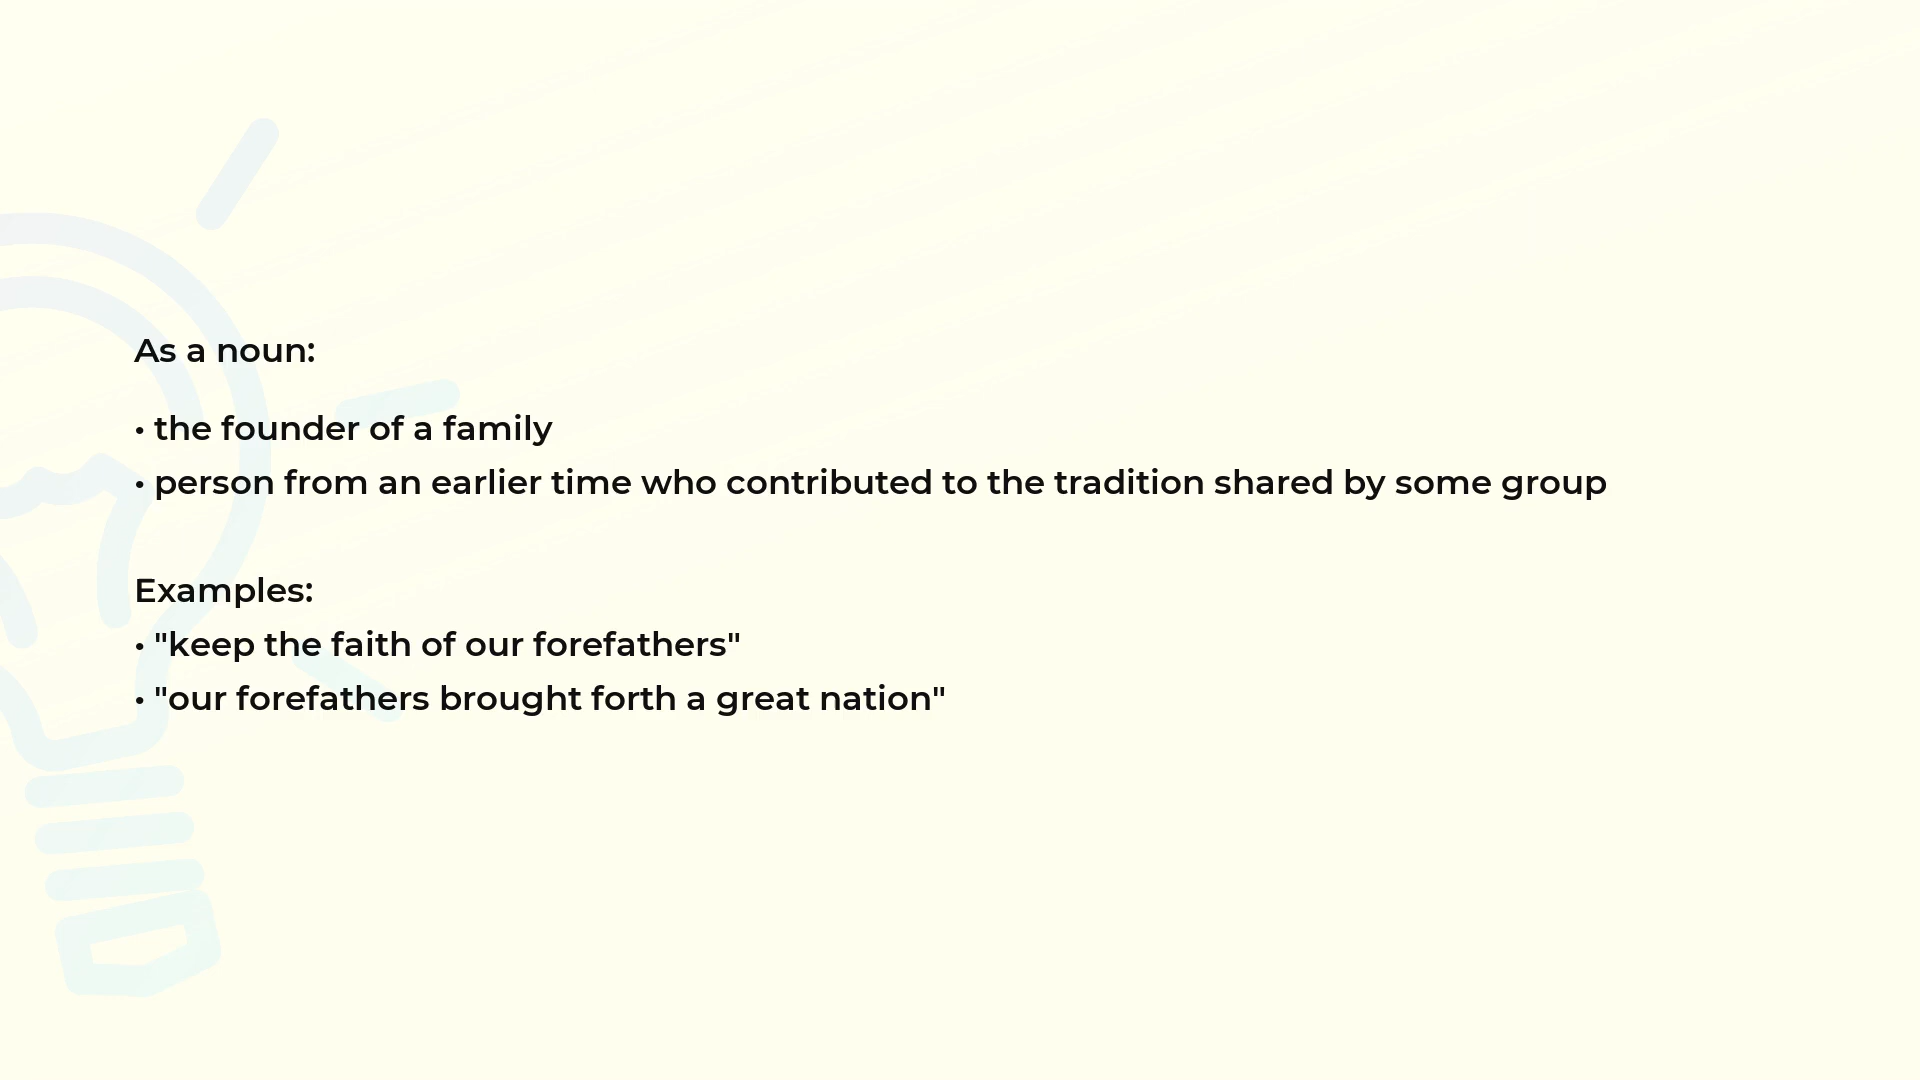 As a noun:
• the founder of a family
• person from an earlier time who contributed to the tradition shared by some group
Examples:
• "keep the faith of our forefathers"
• "our forefathers brought forth a great nation"